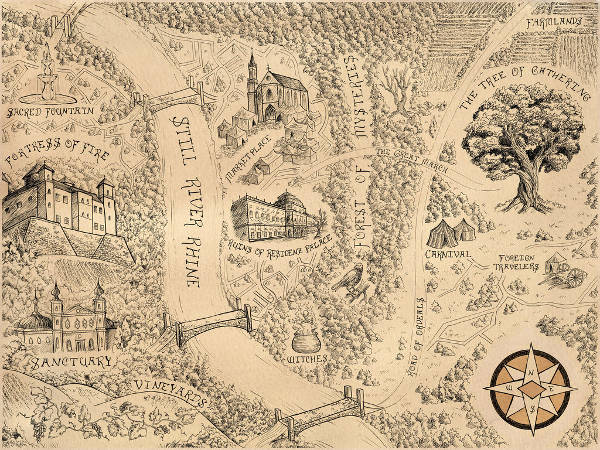 FARMLANDS
SACRED FOUNTAIN
THE TREE OF GATHERING
FORTRESS OF FIRE
STILL RIVER RHINE
MARKETPLACE
FOREST OF MYSTERIES
THE GREAT MARCH
RUINS OF RESIDENZ PALACE
CARNIVAL
FOREIGN
TRAVELERS
SANCTUARY
WITCHES
ROAD OF ORDEALS
VINEYARDS
N